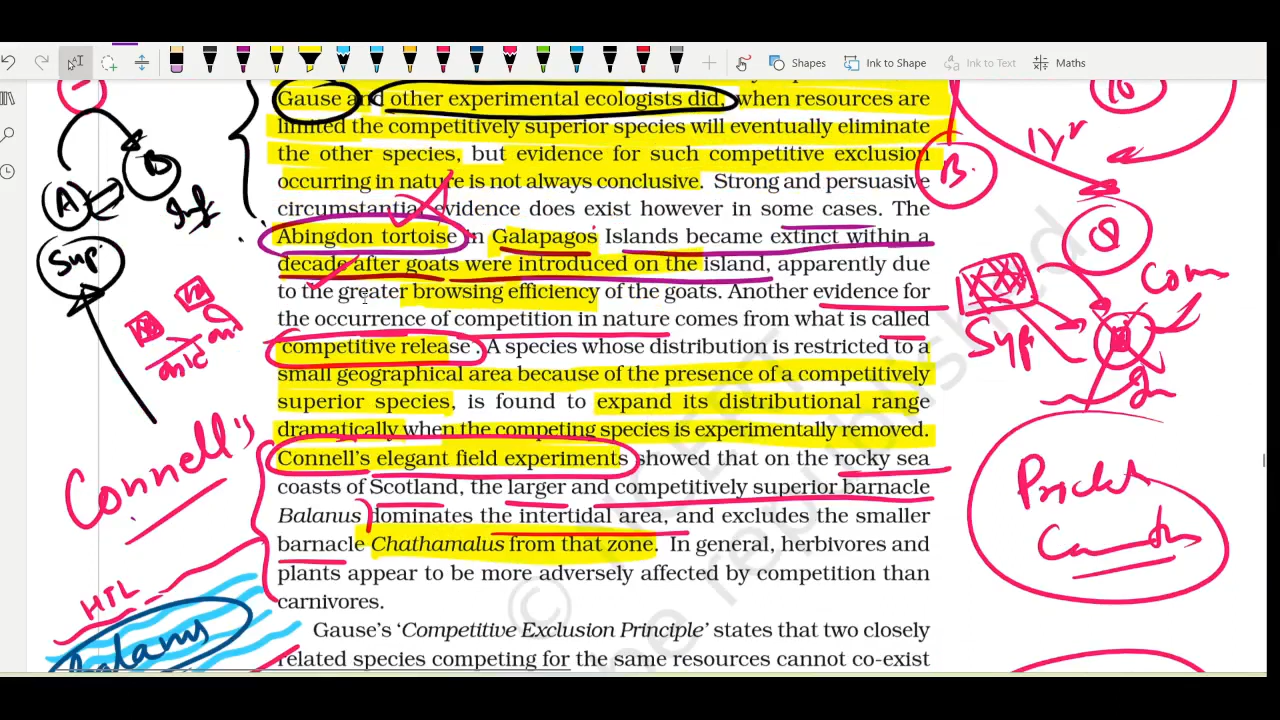 Shapes Ink to Shape Ink to Text Maths
Gause and other experimental ecologists did, when resources are
limited the competitively superior species will eventually eliminate
the other species, but evidence for such competitive exclusion
occurring in nature is not always conclusive. Strong and persuasive
circumstantial evidence does exist however in some cases. The
Abingdon tortoise in Galapagos Islands became extinct within a
decade after goats were introduced on the island, apparently due
to the greater browsing efficiency of the goats. Another evidence for
the occurrence of competition in nature comes from what is called
'competitive release'. A species whose distribution is restricted to a
small geographical area because of the presence of a competitively
superior species, is found to expand its distributional range
dramatically when the competing species is experimentally removed.
Connell's elegant field experiments showed that on the rocky sea
coasts of Scotland, the larger and competitively superior barnacle
Balanus dominates the intertidal area, and excludes the smaller
barnacle Chathamalus from that zone. In general, herbivores and
plants appear to be more adversely affected by competition than
carnivores.
Gause's 'Competitive Exclusion Principle' states that two closely
related species competing for the same resources cannot co-exist
A
B
Inf
Sup
Connell's
HTL
Balanus
10
1yr
B
Com
Sup
© NCERT
be republished